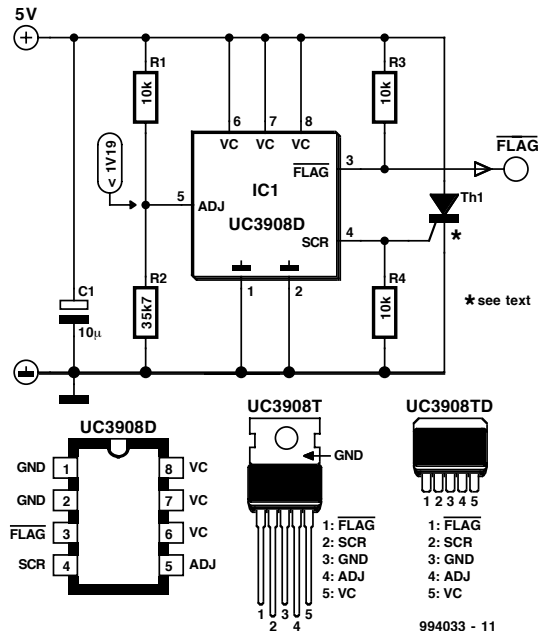 5V
R1
10k
R3
10k
6
7
8
VC
VC
VC
FLAG
3
FLAG
< 1V19
5
ADJ
IC1
UC3908D
Th1
*
SCR
4
R2
35k7
C1
10µ
1
2
R4
10k
* see text
UC3908D
GND
1
8
VC
GND
2
7
VC
FLAG
3
6
VC
SCR
4
5
ADJ
UC3908T
GND
1
2
3
4
5
1: FLAG
2: SCR
3: GND
4: ADJ
5: VC
UC3908TD
1 2 3 4 5
1: FLAG
2: SCR
3: GND
4: ADJ
5: VC
994033 - 11